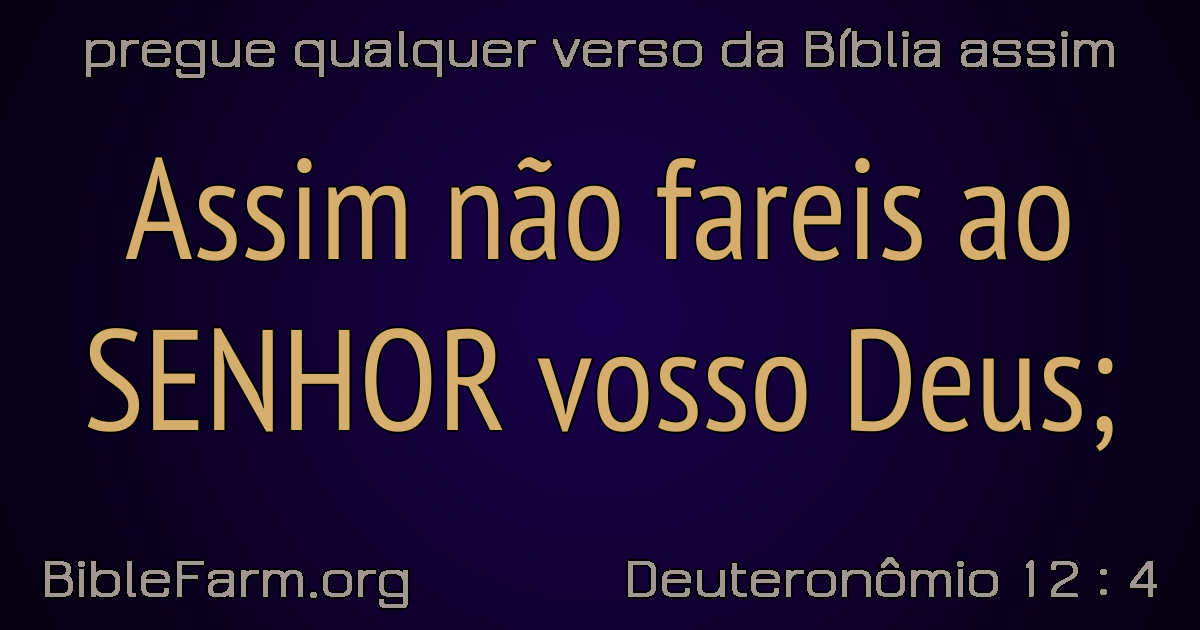 pregue qualquer verso da Bíblia assim
Assim não fareis ao
SENHOR vosso Deus;
BibleFarm.org
Deuteronômio 12 : 4